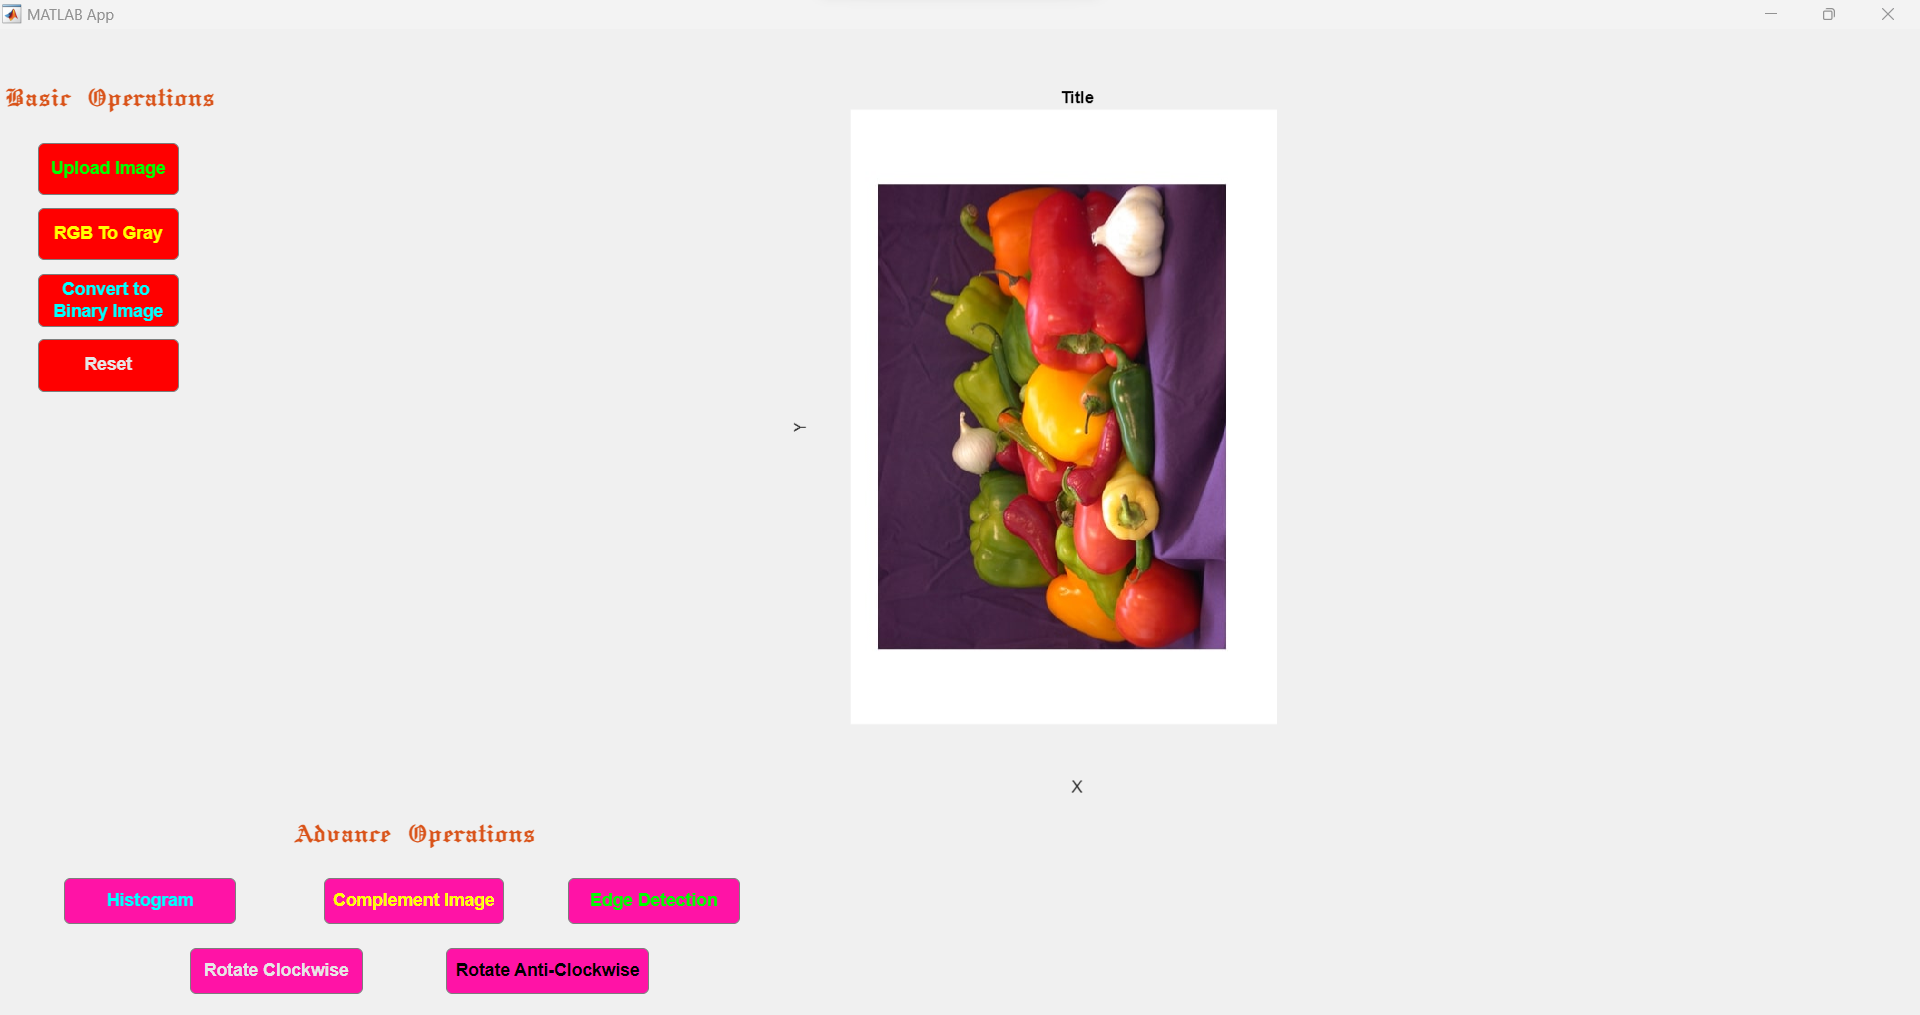 MATLAB App
Basic Operations
Title
Upload Image
RGB To Gray
Convert to
Binary Image
Reset
Y
X
Advance Operations
Histogram
Complement Image
Edge Detection
Rotate Clockwise
Rotate Anti-Clockwise